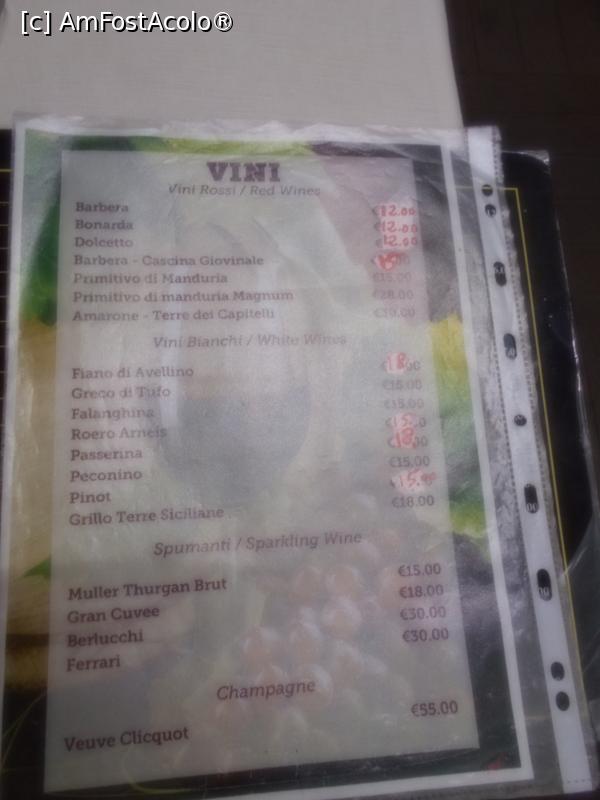 [c] AmFostAcolo®
VINI
Vini Rossi / Red Wines
Barbera €12.00
Bonarda €12.00
Dolcetto €12.00
Barbera - Cascina Giovinale
Primitivo di Manduria €15.00
Primitivo di manduria Magnum €28.00
Amarone - Terre dei Capitelli
Vini Bianchi / White Wines
Fiano di Avellino €18.00
Greco di Tufo €15.00
Falanghina €15.00
Roero Arneis
Passerina
Peconino €15.00
Pinot
Grillo Terre Siciliane €18.00
Spumanti / Sparkling Wine
Muller Thurgan Brut €15.00
Gran Cuvee €18.00
Berlucchi €30.00
Ferrari €30.00
Champagne
Veuve Clicquot €55.00